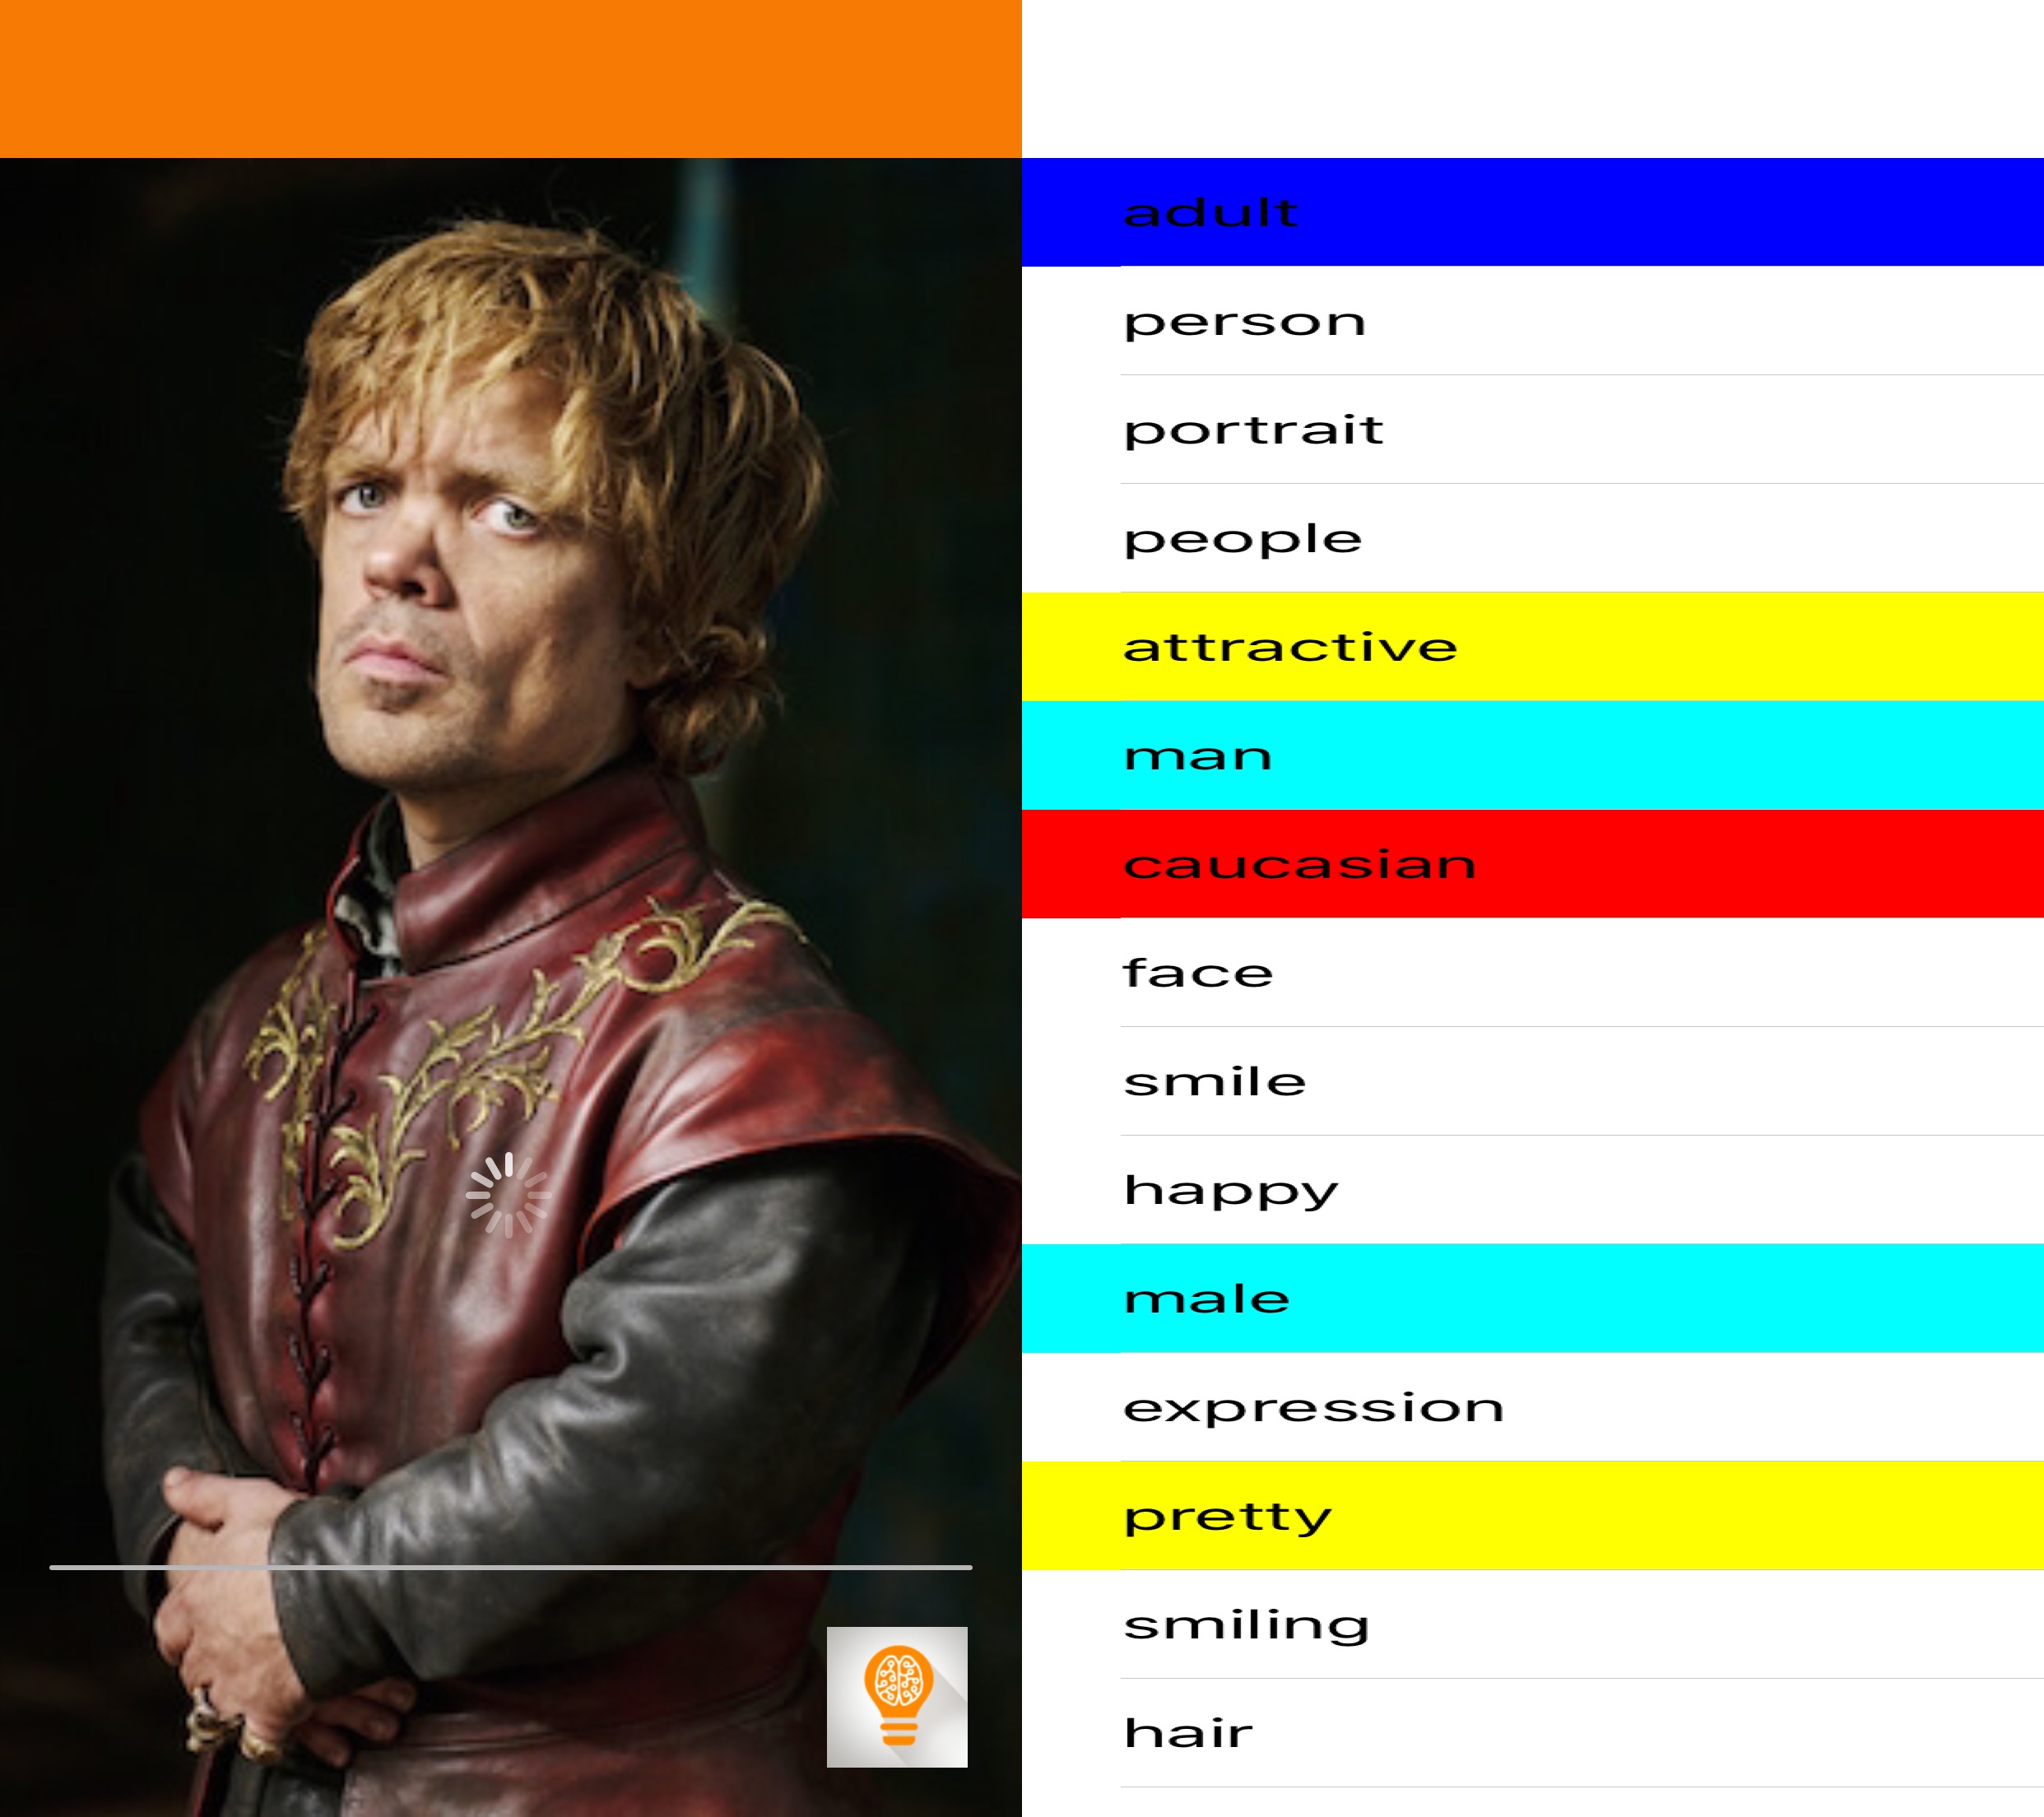 adult
person
portrait
people
attractive
man
caucasian
face
smile
happy
male
expression
pretty
smiling
hair